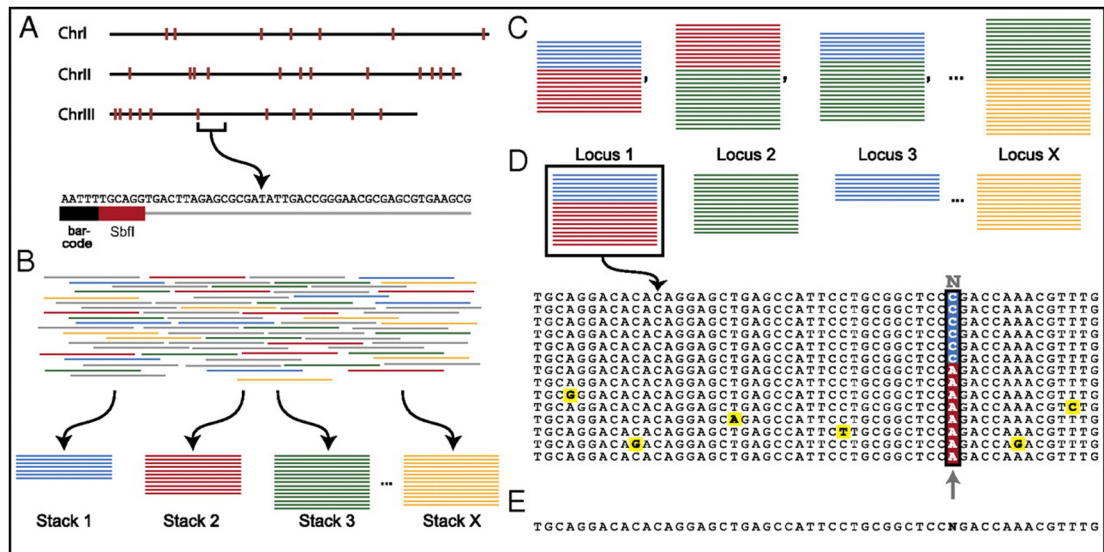 A
ChrI
ChrII
ChrIII
AATTTTGCAGGTGACTTAGAGCGCGATATTGACCGGGAACGCGAGCGTGAAGCG
bar-
code
SbfI
B
...
Stack 1
Stack 2
Stack 3
Stack X
C
, , , ...
D
Locus 1
Locus 2
Locus 3
Locus X
...
N
TGCAGGACACACAGGAGCTGAGCCATTCCTGCGGCTCCCGACCAAACGTTTG
TGCAGGACACACAGGAGCTGAGCCATTCCTGCGGCTCCCGACCAAACGTTTG
TGCAGGACACACAGGAGCTGAGCCATTCCTGCGGCTCCCGACCAAACGTTTG
TGCAGGACACACAGGAGCTGAGCCATTCCTGCGGCTCCCGACCAAACGTTTG
TGCAGGACACACAGGAGCTGAGCCATTCCTGCGGCTCCCGACCAAACGTTTG
TGCAGGACACACAGGAGCTGAGCCATTCCTGCGGCTCCCGACCAAACGTTTG
TGCAGGACACACAGGAGCTGAGCCATTCCTGCGGCTCCAGACCAAACGTTTG
TGCAGGACACACAGGAGCTGAGCCATTCCTGCGGCTCCAGACCAAACGTTTG
TGCGGGACACACAGGAGCTGAGCCATTCCTGCGGCTCCAGACCAAACGTTTG
TGCAGGACACACAGGAGCTGAGCCATTCCTGCGGCTCCAGACCAAACGTCTG
TGCAGGACACACAGGAGCAGAGCCATTCCTGCGGCTCCAGACCAAACGTTTG
TGCAGGACACACAGGAGCTGAGCCATTCTTGCGGCTCCAGACCAAACGTTTG
TGCAGGACAGACAGGAGCTGAGCCATTCCTGCGGCTCCAGACCAGACGTTTG
TGCAGGACACACAGGAGCTGAGCCATTCCTGCGGCTCCAGACCAAACGTTTG
E
TGCAGGACACACAGGAGCTGAGCCATTCCTGCGGCTCCNGACCAAACGTTTG